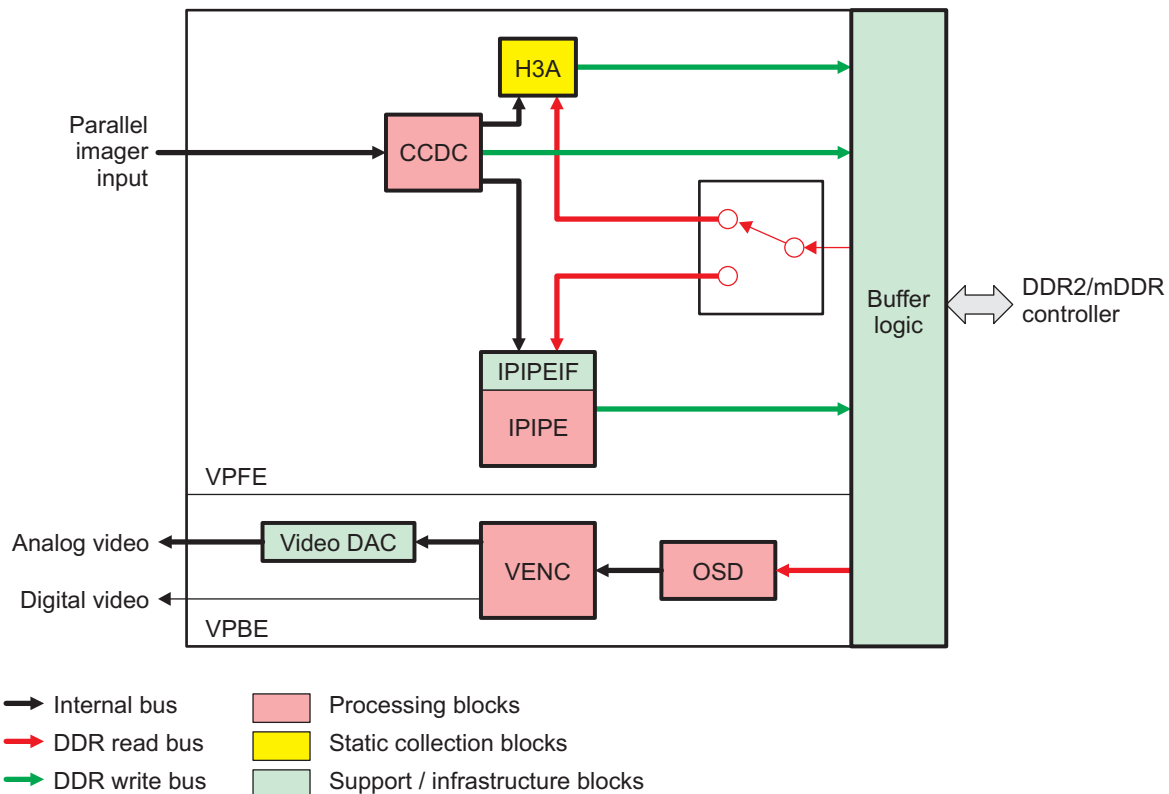 H3A
Parallel
imager
input
CCDC
Buffer
logic
DDR2/mDDR
controller
IPIPEIF
IPIPE
VPFE
Analog video
Video DAC
VENC
OSD
Digital video
VPBE
Internal bus
Processing blocks
DDR read bus
Static collection blocks
DDR write bus
Support / infrastructure blocks